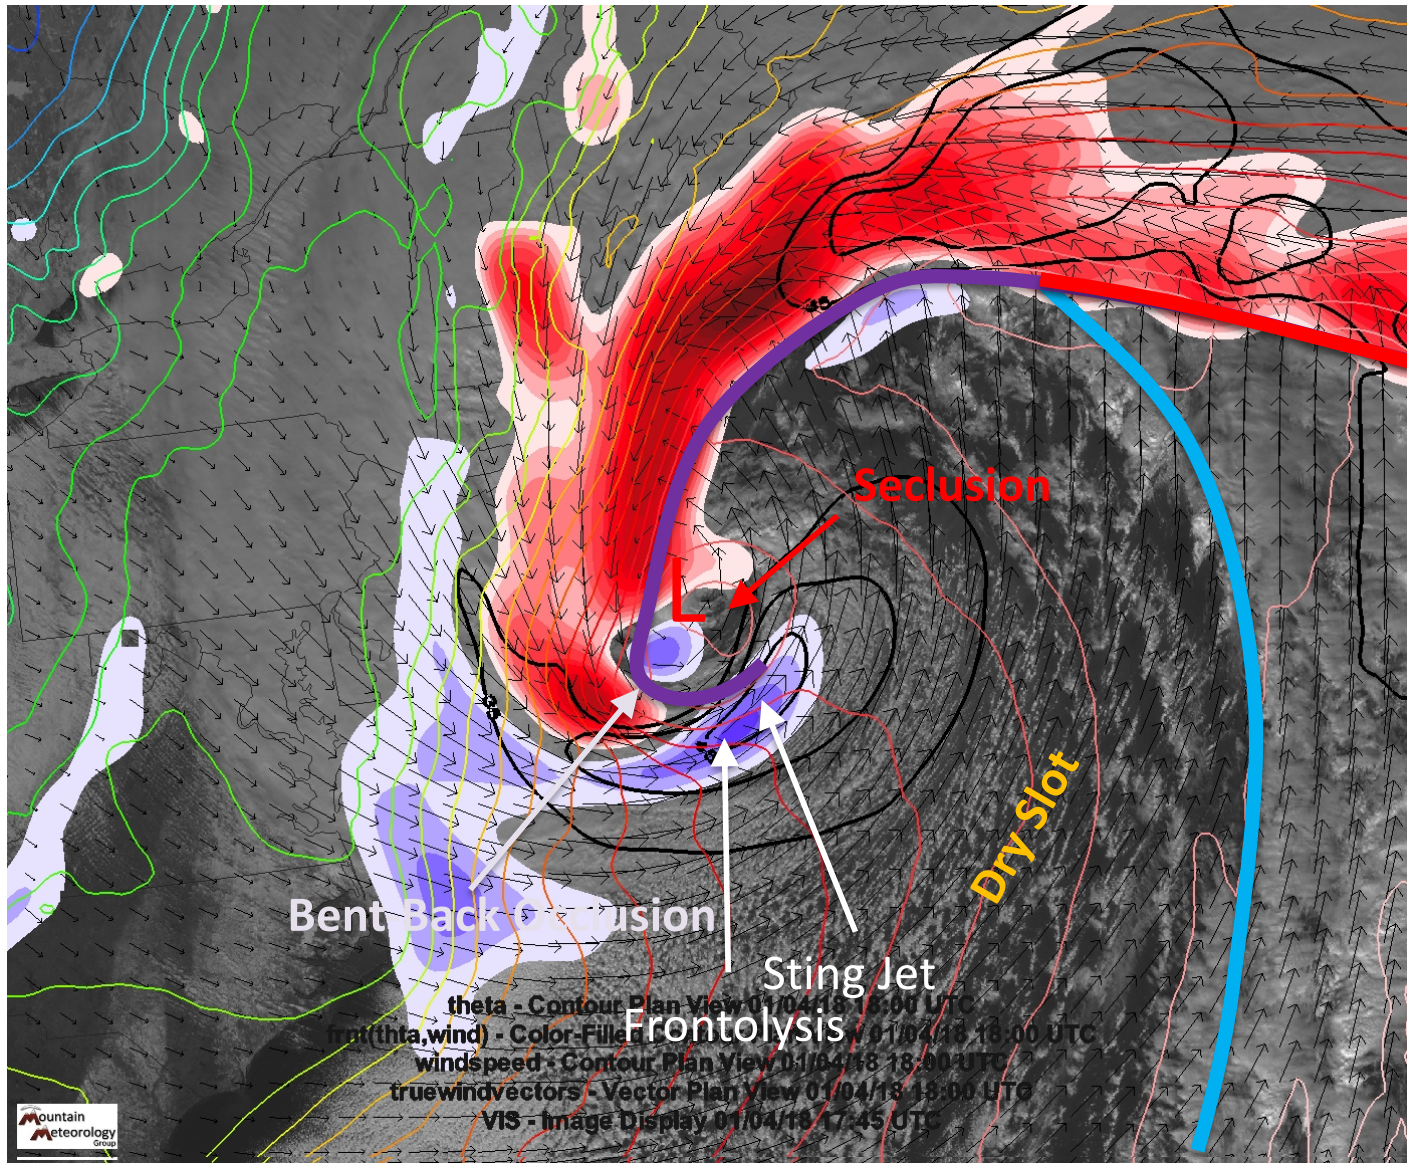 Seclusion
L
Dry slot
Bent Back Occlusion
Sting Jet
Frontolysis
theta - Contour Plan View 01/04/18 18:00 UTC
frnt(thta,wind) - Color-Filled 01/04/18 18:00 UTC
windspeed - Contour Plan View 01/04/18 18:00 UTC
truewindvectors - Vector Plan View 01/04/18 18:00 UTC
VIS - Image Display 01/04/18 17:45 UTC
Mountain
Meteorology
Group